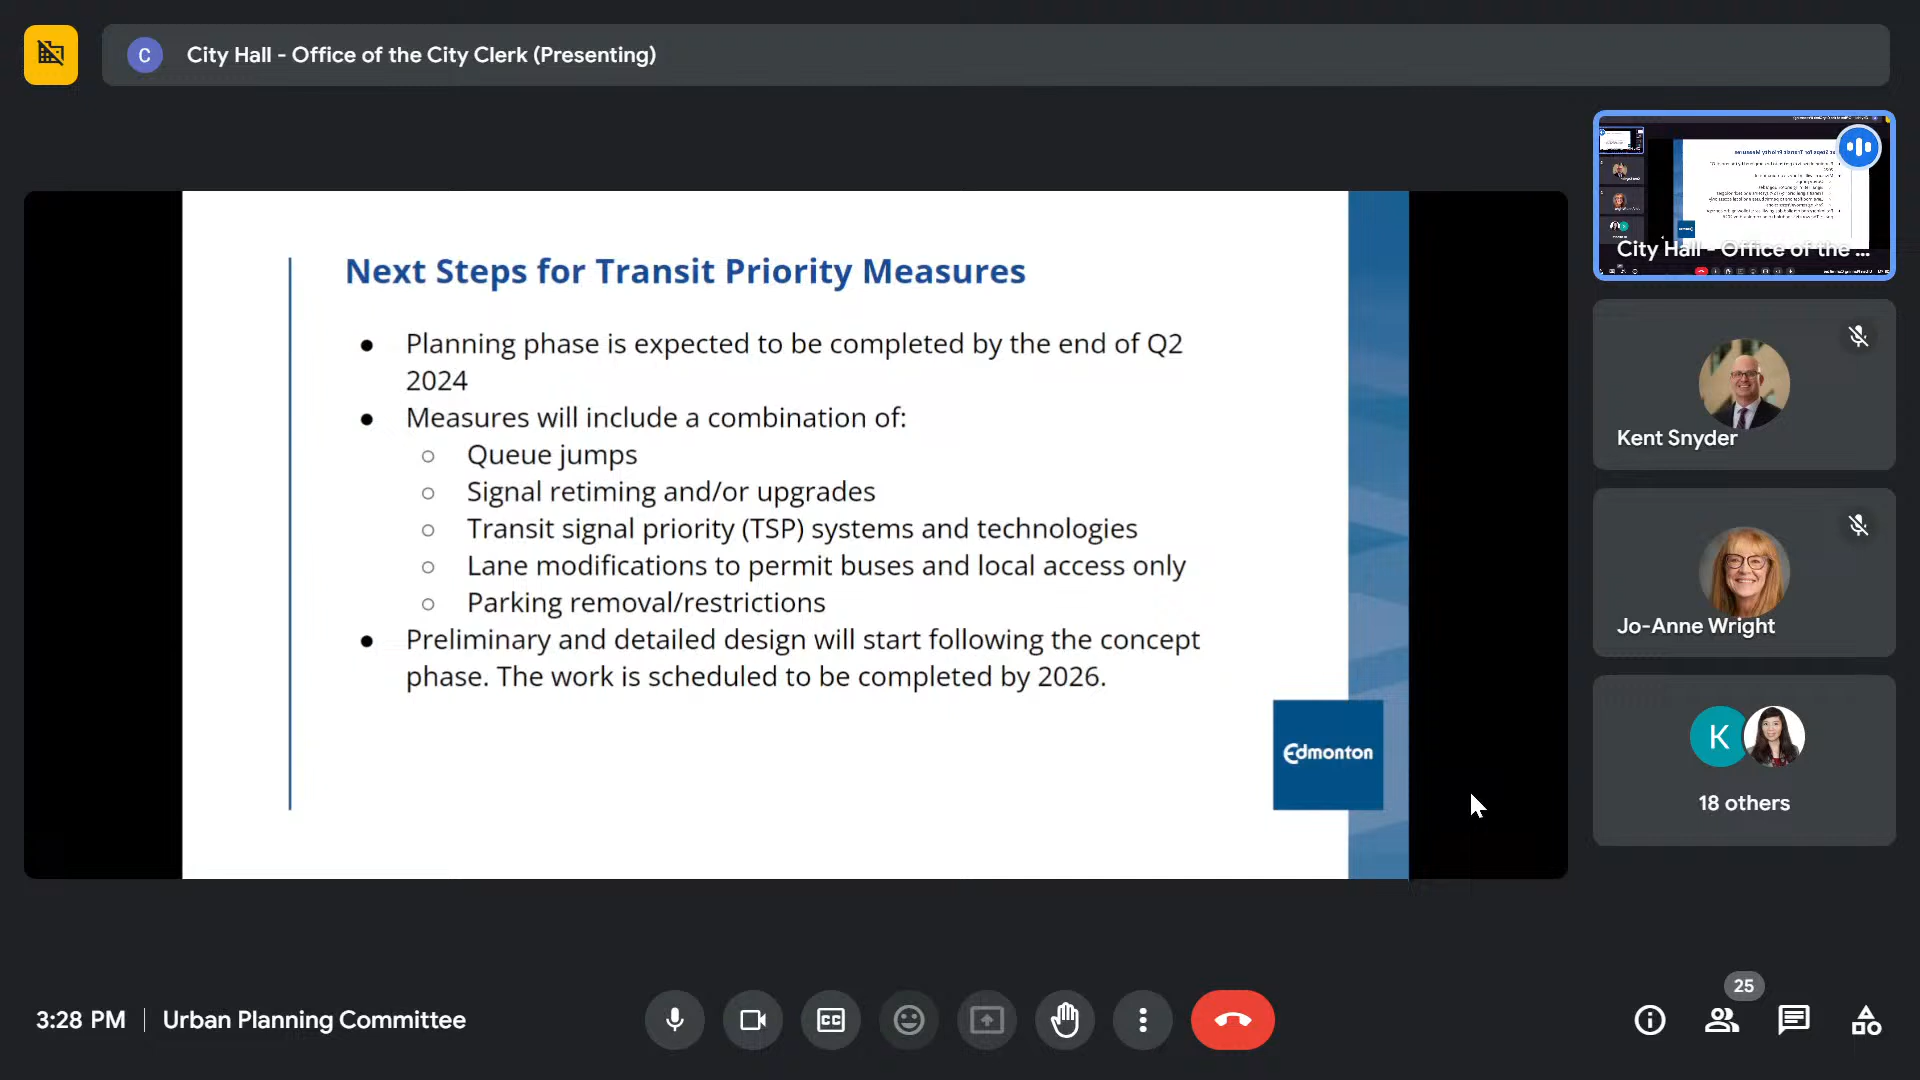 C City Hall - Office of the City Clerk (Presenting)
Next Steps for Transit Priority Measures
● Planning phase is expected to be completed by the end of Q2
2024
● Measures will include a combination of:
○ Queue jumps
○ Signal retiming and/or upgrades
○ Transit signal priority (TSP) systems and technologies
○ Lane modifications to permit buses and local access only
○ Parking removal/restrictions
● Preliminary and detailed design will start following the concept
phase. The work is scheduled to be completed by 2026.
Edmonton
City Hall - Office of the ...
Kent Snyder
Jo-Anne Wright
K
18 others
3:28 PM | Urban Planning Committee
CC
25